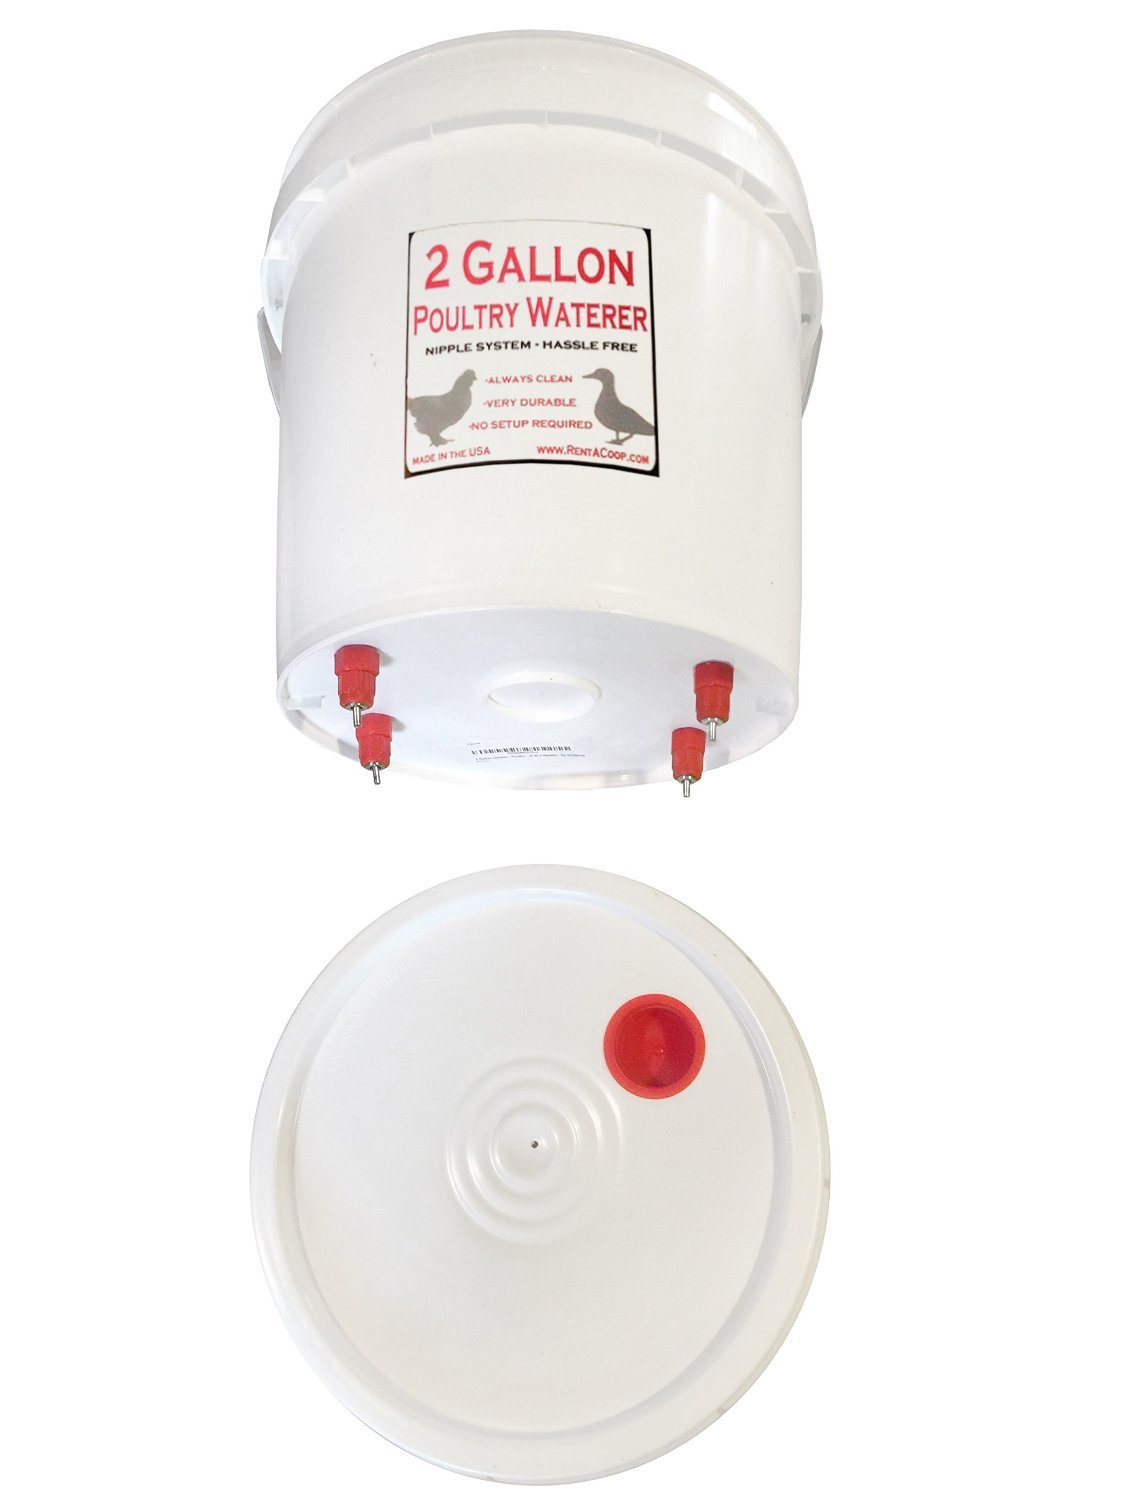 2 GALLON
POULTRY WATERER
NIPPLE SYSTEM - HASSLE FREE
-ALWAYS CLEAN
-VERY DURABLE
-NO SETUP REQUIRED
MADE IN THE USA WWW.RENTACOOP.COM